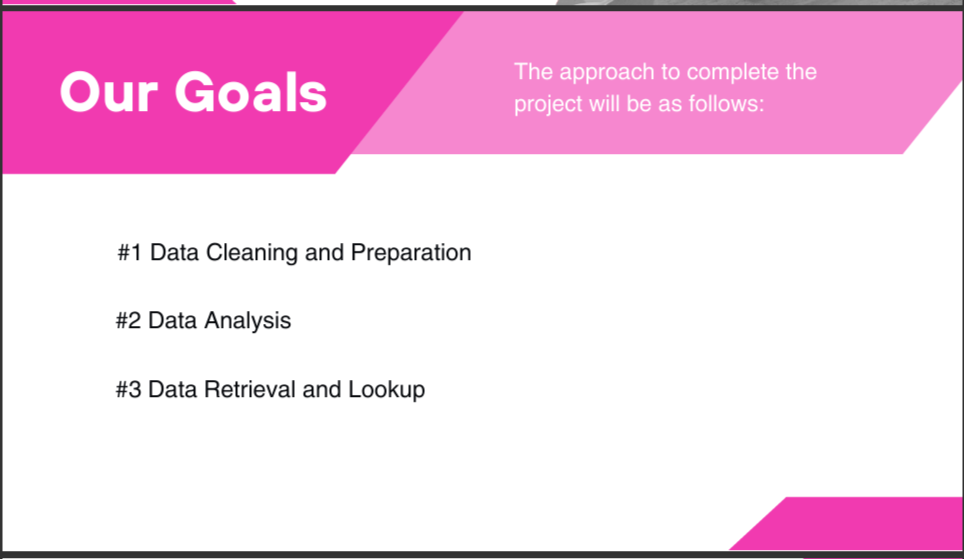 Our Goals
The approach to complete the
project will be as follows:
#1 Data Cleaning and Preparation
#2 Data Analysis
#3 Data Retrieval and Lookup